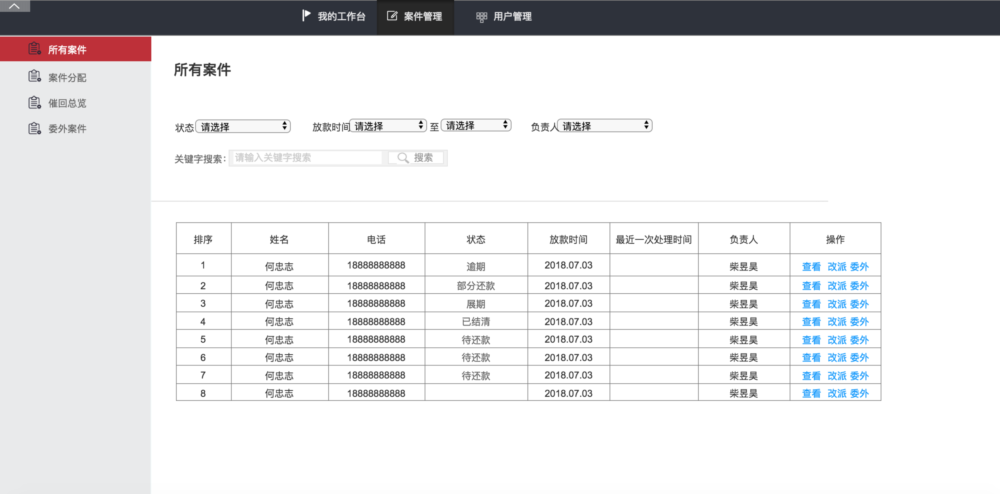 我的工作台 案件管理 用户管理
所有案件
案件分配
催回总览
委外案件
所有案件
状态 请选择 放款时间 请选择 至 请选择 负责人 请选择
关键字搜索: 请输入关键字搜索 搜索
排序 姓名 电话 状态 放款时间 最近一次处理时间 负责人 操作
1 何忠志 18888888888 逾期 2018.07.03 柴昱昊 查看 改派 委外
2 何忠志 18888888888 部分还款 2018.07.03 柴昱昊 查看 改派 委外
3 何忠志 18888888888 展期 2018.07.03 柴昱昊 查看 改派 委外
4 何忠志 18888888888 已结清 2018.07.03 柴昱昊 查看 改派 委外
5 何忠志 18888888888 待还款 2018.07.03 柴昱昊 查看 改派 委外
6 何忠志 18888888888 待还款 2018.07.03 柴昱昊 查看 改派 委外
7 何忠志 18888888888 待还款 2018.07.03 柴昱昊 查看 改派 委外
8 何忠志 18888888888 2018.07.03 柴昱昊 查看 改派 委外